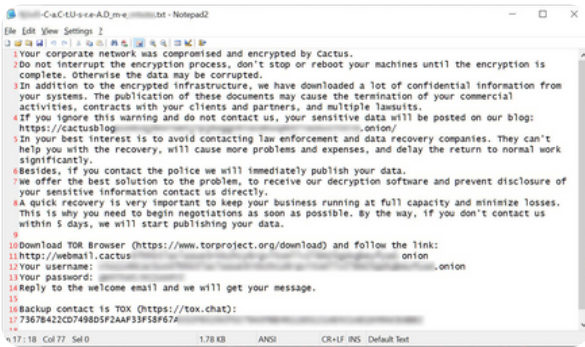 -C-a.C-t.U-s-r-e-A.D_m-e_ .txt - Notepad2
File Edit View Settings ?
1 Your corporate network was compromised and encrypted by Cactus.
2 Do not interrupt the encryption process, don't stop or reboot your machines until the encryption is
complete. Otherwise the data may be corrupted.
3 In addition to the encrypted infrastructure, we have downloaded a lot of confidential information from
your systems. The publication of these documents may cause the termination of your commercial
activities, contracts with your clients and partners, and multiple lawsuits.
4 If you ignore this warning and do not contact us, your sensitive data will be posted on our blog:
https://cactusblog .onion/
5 In your best interest is to avoid contacting law enforcement and data recovery companies. They can't
help you with the recovery, will cause more problems and expenses, and delay the return to normal work
significantly.
6 Besides, if you contact the police we will immediately publish your data.
7 We offer the best solution to the problem, to receive our decryption software and prevent disclosure of
your sensitive information contact us directly.
8 A quick recovery is very important to keep your business running at full capacity and minimize losses.
This is why you need to begin negotiations as soon as possible. By the way, if you don't contact us
within 5 days, we will start publishing your data.
9
10 Download TOR Browser (https://www.torproject.org/download) and follow the link:
11 http://webmail.cactus onion
12 Your username: .onion
13 Your password:
14 Reply to the welcome email and we will get your message.
15
16 Backup contact is TOX (https://tox.chat):
17 7367B422CD7498D5F2AAF33F58F67A
18
n 17 : 18 Col 77 Sel 0 1.78 KB ANSI CR+LF INS Default Text